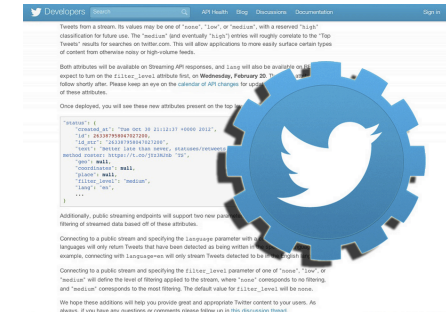 Developers Search API Health Blog Discussions Documentation Sign in
Tweets from a stream. Its values may be one of "none", "low", or "medium", with a reserved "high"
classification for future use. The "medium" (and eventually "high") entries will roughly correlate to the "Top
Tweets" results for searches on twitter.com. This will allow applications to more easily surface certain types
of content from otherwise noisy or high-volume feeds.
Both attributes will be available on Streaming API responses, and lang will also be available on
expect to turn on the filter_level attribute first, on Wednesday, February 20. Th
follow shortly after. Please keep an eye on the calendar of API changes for upda
of these attributes.
Once deployed, you will see these new attributes present on the top
"status": {
"created_at": "Tue Oct 30 21:12:37 +0000 2012",
"id": 263387958047027200,
"id_str": "263387958047027200",
"text": "Better late than never, statuses/retweets
method roster:
"geo": null,
"coordinates": null,
"place": null,
"filter_level": "medium",
"lang": "en",
...
}
Additionally, public streaming endpoints will support two new para
filtering of streamed data based off of these attributes.
Connecting to a public stream and specifying the language parameter with a
languages will only return Tweets that have been detected as being written in
example, connecting with language=en will only stream Tweets detected to be in the English
Connecting to a public stream and specifying the filter_level parameter of one of "none", "low", or
"medium" will define the level of filtering applied to the stream, where "none" corresponds to no filtering,
and "medium" corresponds to the most filtering. The default value for filter_level will be none.
We hope these additions will help you provide great and appropriate Twitter content to your users. As
always, if you have any questions or comments please follow up in this discussion thread.